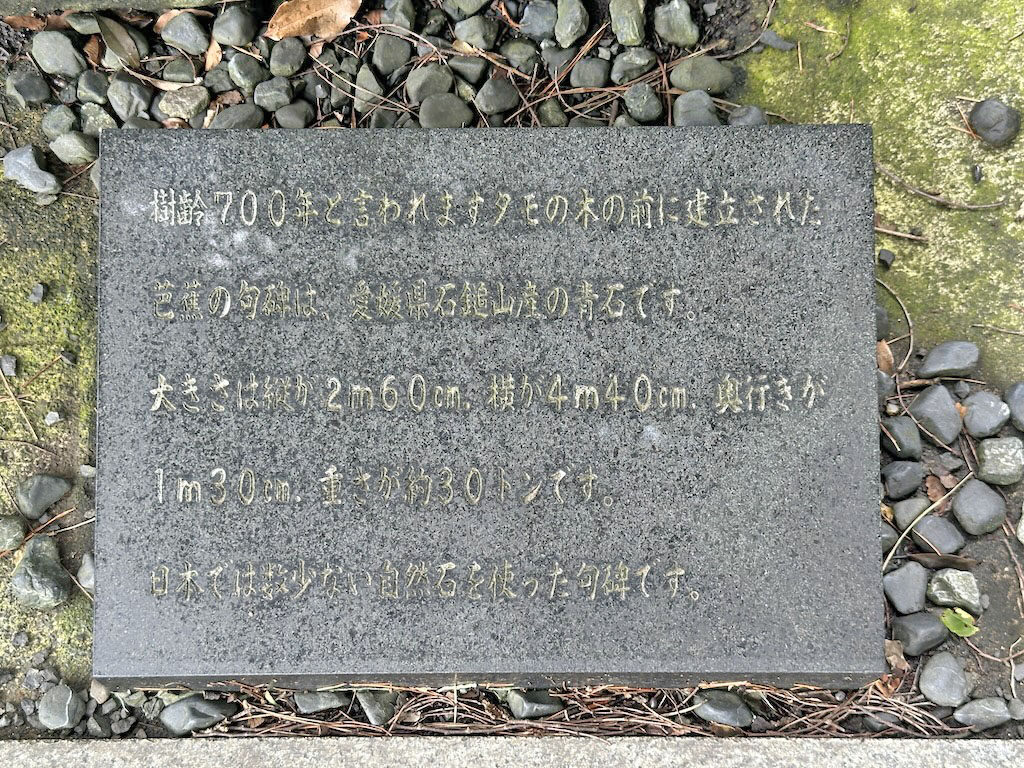 樹齢700年と言われますタモの木の前に建立された
芭蕉の句碑は、愛媛県石鎚山産の青石です。
大きさは縦が2m60cm. 横が4m40cm. 奥行きが
1m30cm. 重さが約30トンです。
日本では数少ない自然石を使った句碑です。